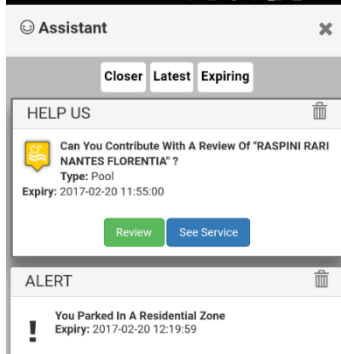 Assistant
Closer Latest Expiring
HELP US
Can You Contribute With A Review Of "RASPINI RARI
NANTES FLORENTIA" ?
Type: Pool
Expiry: 2017-02-20 11:55:00
Review See Service
ALERT
You Parked In A Residential Zone
Expiry: 2017-02-20 12:19:59